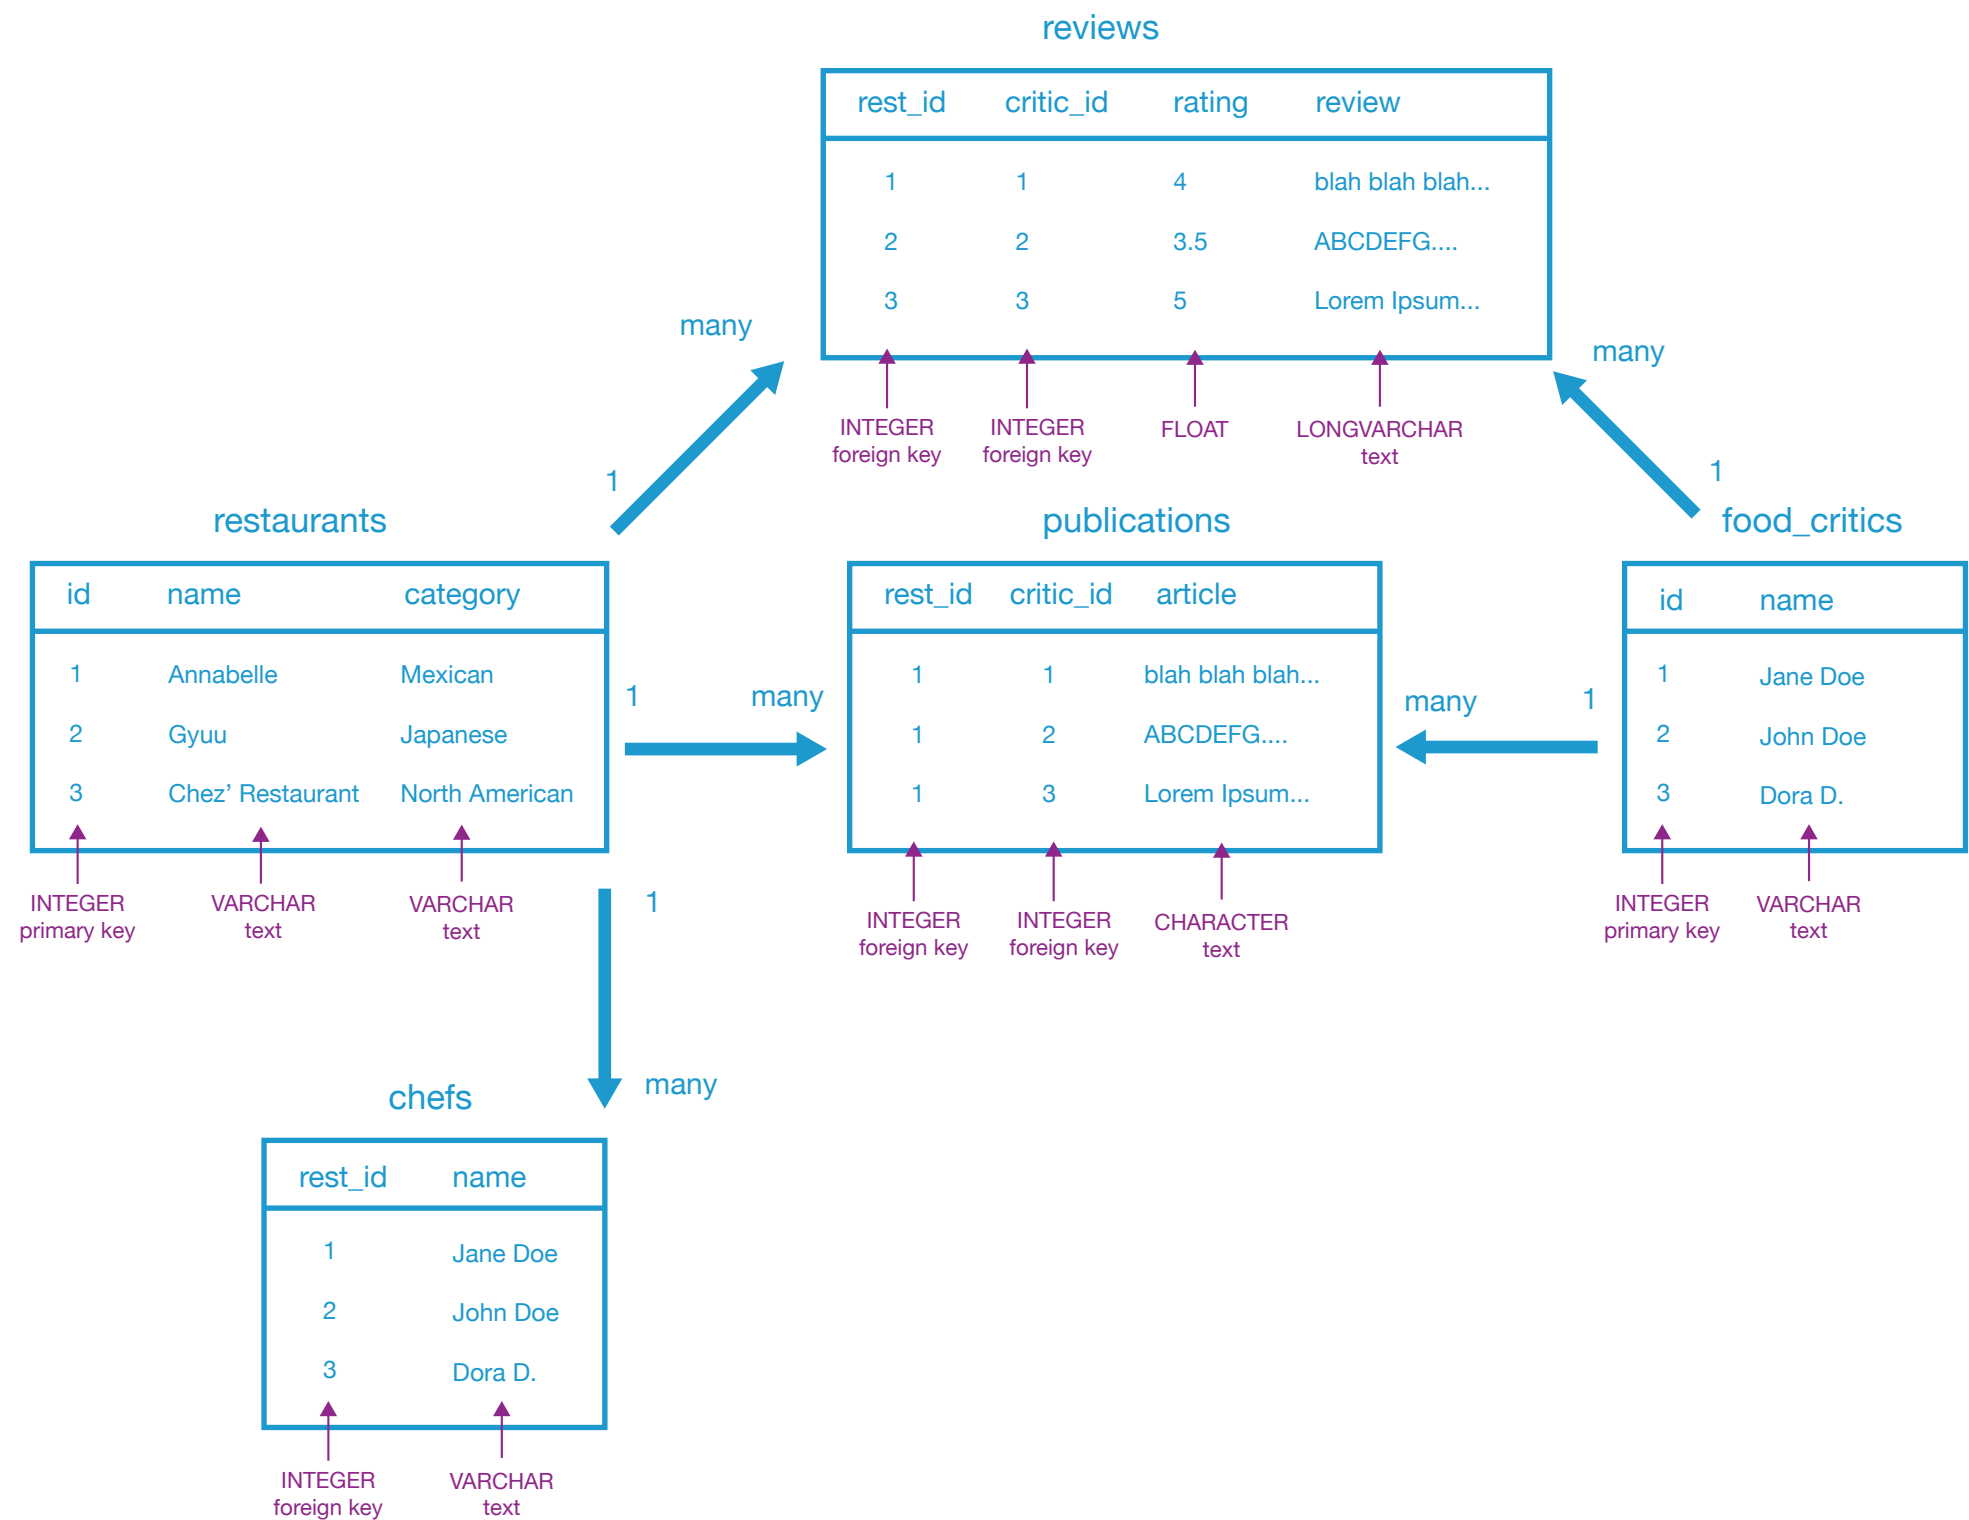 reviews
rest_id critic_id rating review
1 1 4 blah blah blah...
2 2 3.5 ABCDEFG....
3 3 5 Lorem Ipsum...
many
many
INTEGER
foreign key
INTEGER
foreign key
FLOAT
LONGVARCHAR
text
1
1
restaurants
id name category
1 Annabelle Mexican
2 Gyuu Japanese
3 Chez’ Restaurant North American
INTEGER
primary key
VARCHAR
text
VARCHAR
text
1 many
publications
rest_id critic_id article
1 1 blah blah blah...
1 2 ABCDEFG....
1 3 Lorem Ipsum...
INTEGER
foreign key
INTEGER
foreign key
CHARACTER
text
many 1
food_critics
id name
1 Jane Doe
2 John Doe
3 Dora D.
INTEGER
primary key
VARCHAR
text
1
many
chefs
rest_id name
1 Jane Doe
2 John Doe
3 Dora D.
INTEGER
foreign key
VARCHAR
text